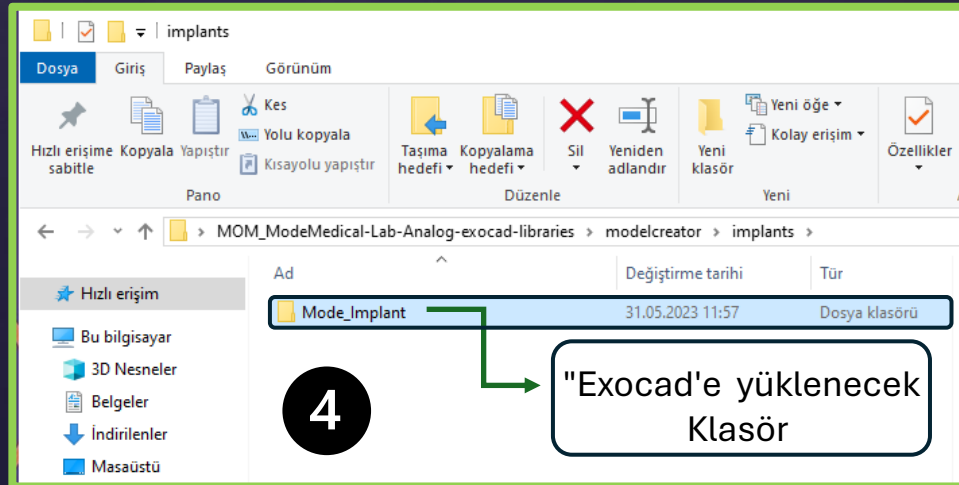 implants
Dosya Giriş Paylaş Görünüm
Hızlı erişime sabitle
Kopyala
Yapıştır
Kes
Yolu kopyala
Kısayolu yapıştır
Pano
Taşıma hedefi
Kopyalama hedefi
Sil
Yeniden adlandır
Düzenle
Yeni klasör
Yeni öğe
Kolay erişim
Yeni
Özellikler
MOM_ModeMedical-Lab-Analog-exocad-libraries > modelcreator > implants >
Ad Değiştirme tarihi Tür
Hızlı erişim
Mode_Implant 31.05.2023 11:57 Dosya klasörü
Bu bilgisayar
3D Nesneler
Belgeler
İndirilenler
Masaüstü
4
"Exocad'e yüklenecek
Klasör